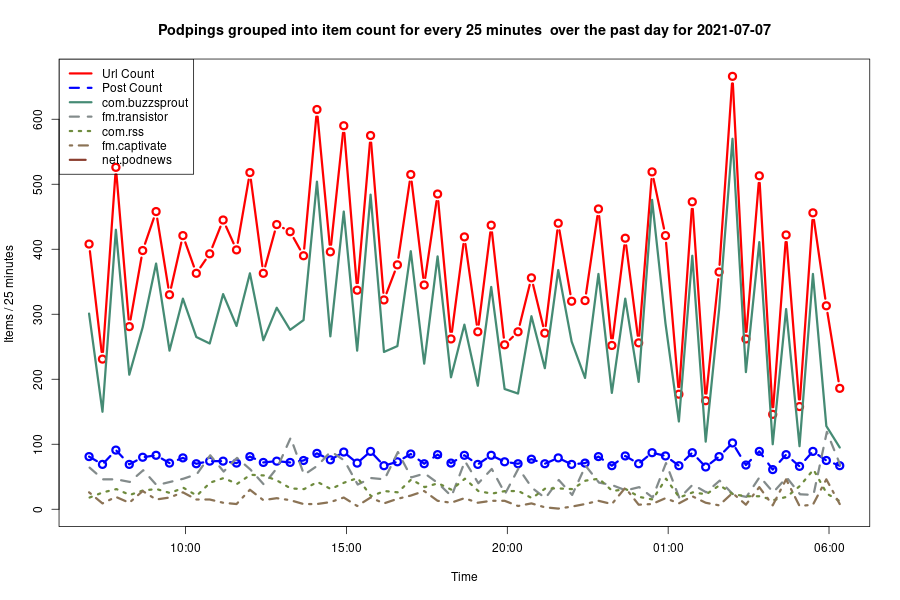 Podpings grouped into item count for every 25 minutes  over the past day for 2021-07-07
Url Count
Post Count
com.buzzsprout
fm.transistor
com.rss
fm.captivate
net.podnews
Items / 25 minutes
600
500
400
300
200
100
0
10:00
15:00
20:00
01:00
06:00
Time